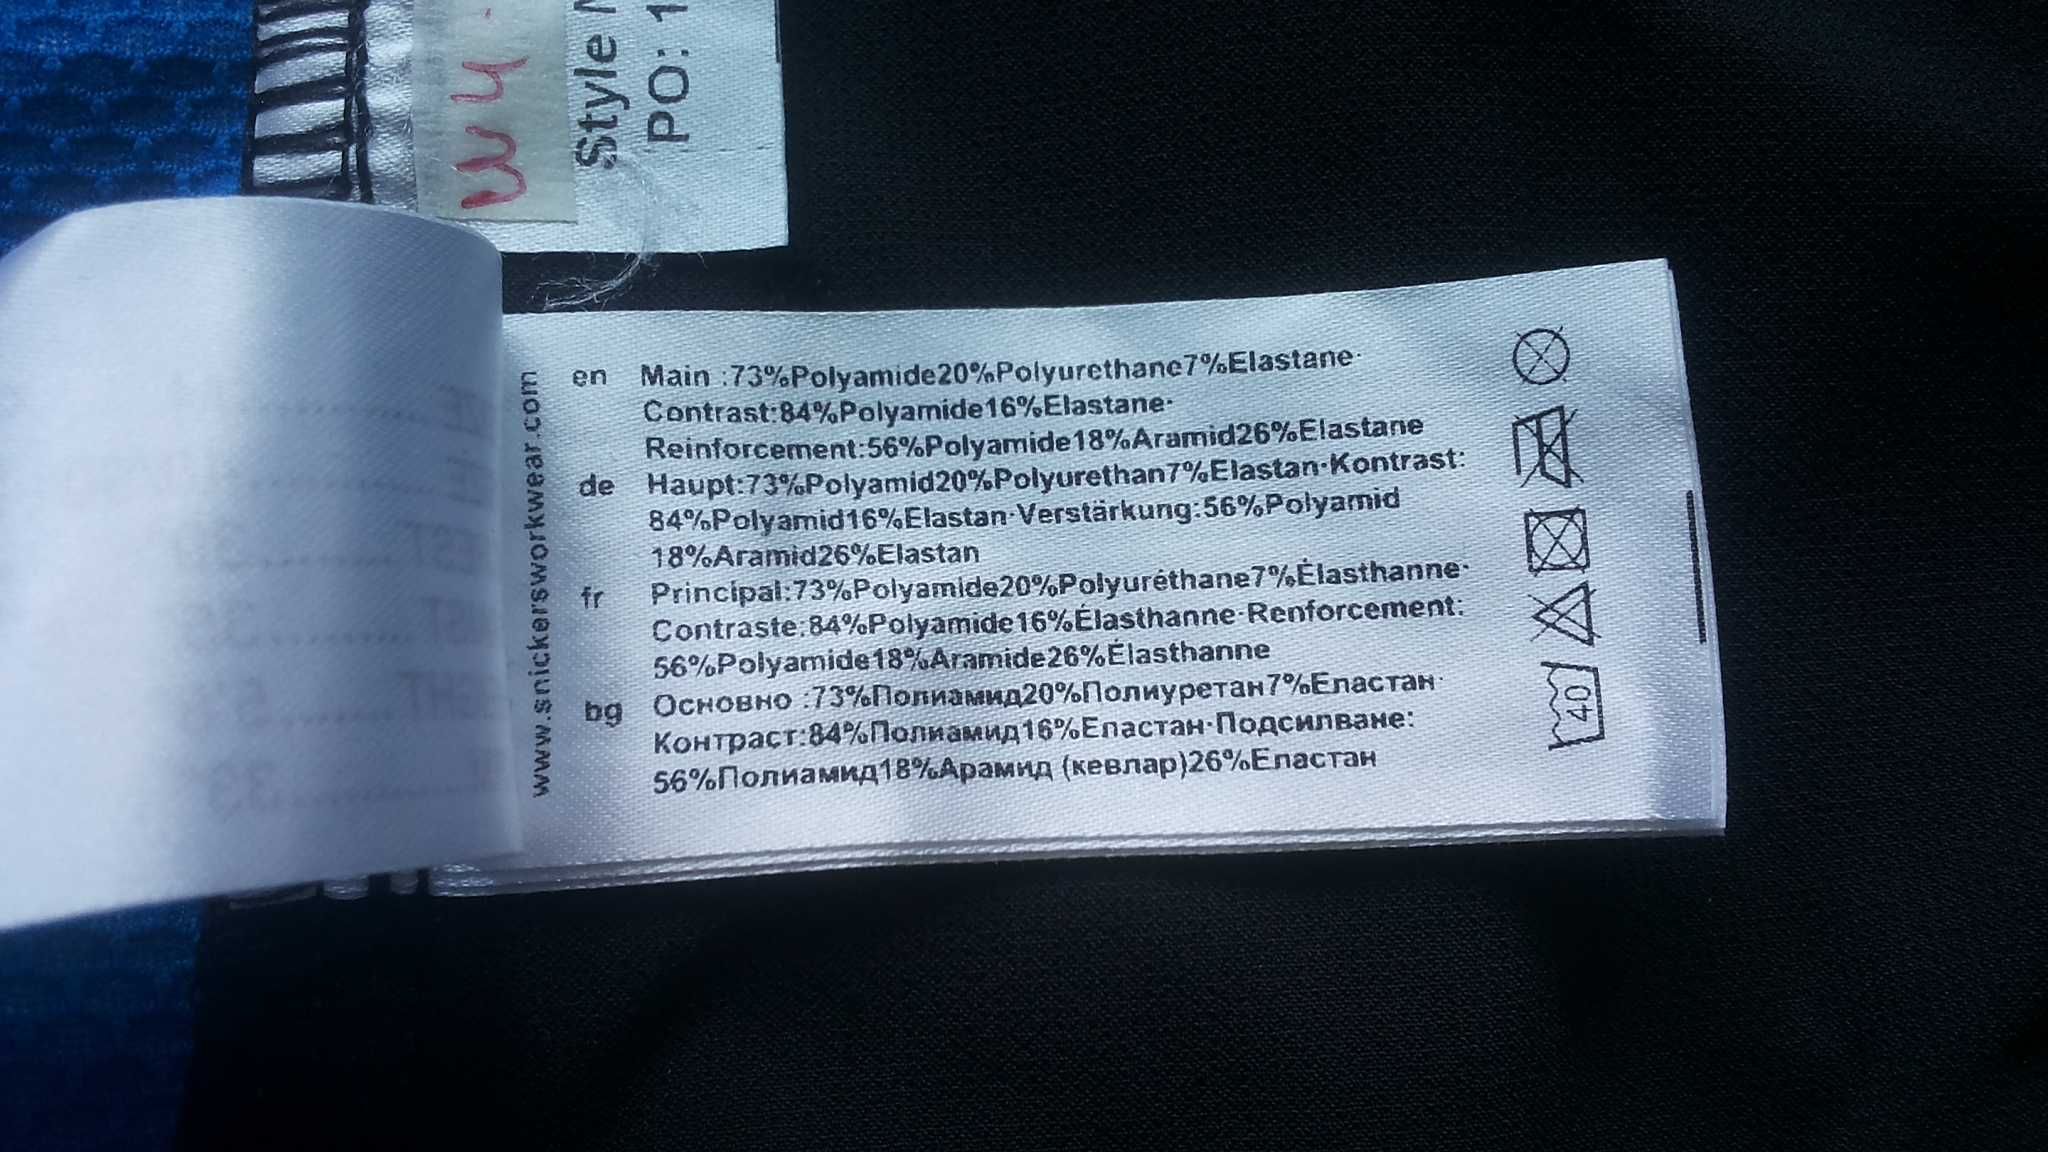 W4-
Style
PO: 1
www.snickersworkwear.com
en Main :73%Polyamide20%Polyurethane7%Elastane·
Contrast:84%Polyamide16%Elastane·
Reinforcement:56%Polyamide18%Aramid26%Elastane
de Haupt:73%Polyamid20%Polyurethan7%Elastan·Kontrast:
84%Polyamid16%Elastan·Verstärkung:56%Polyamid
18%Aramid26%Elastan
fr Principal:73%Polyamide20%Polyuréthane7%Élasthanne·
Contraste:84%Polyamide16%Élasthanne·Renforcement:
56%Polyamide18%Aramide26%Élasthanne
bg Основно :73%Полиамид20%Полиуретан7%Еластан·
Контраст:84%Полиамид16%Еластан·Подсилване:
56%Полиамид18%Арамид (кевлар)26%Еластан
40